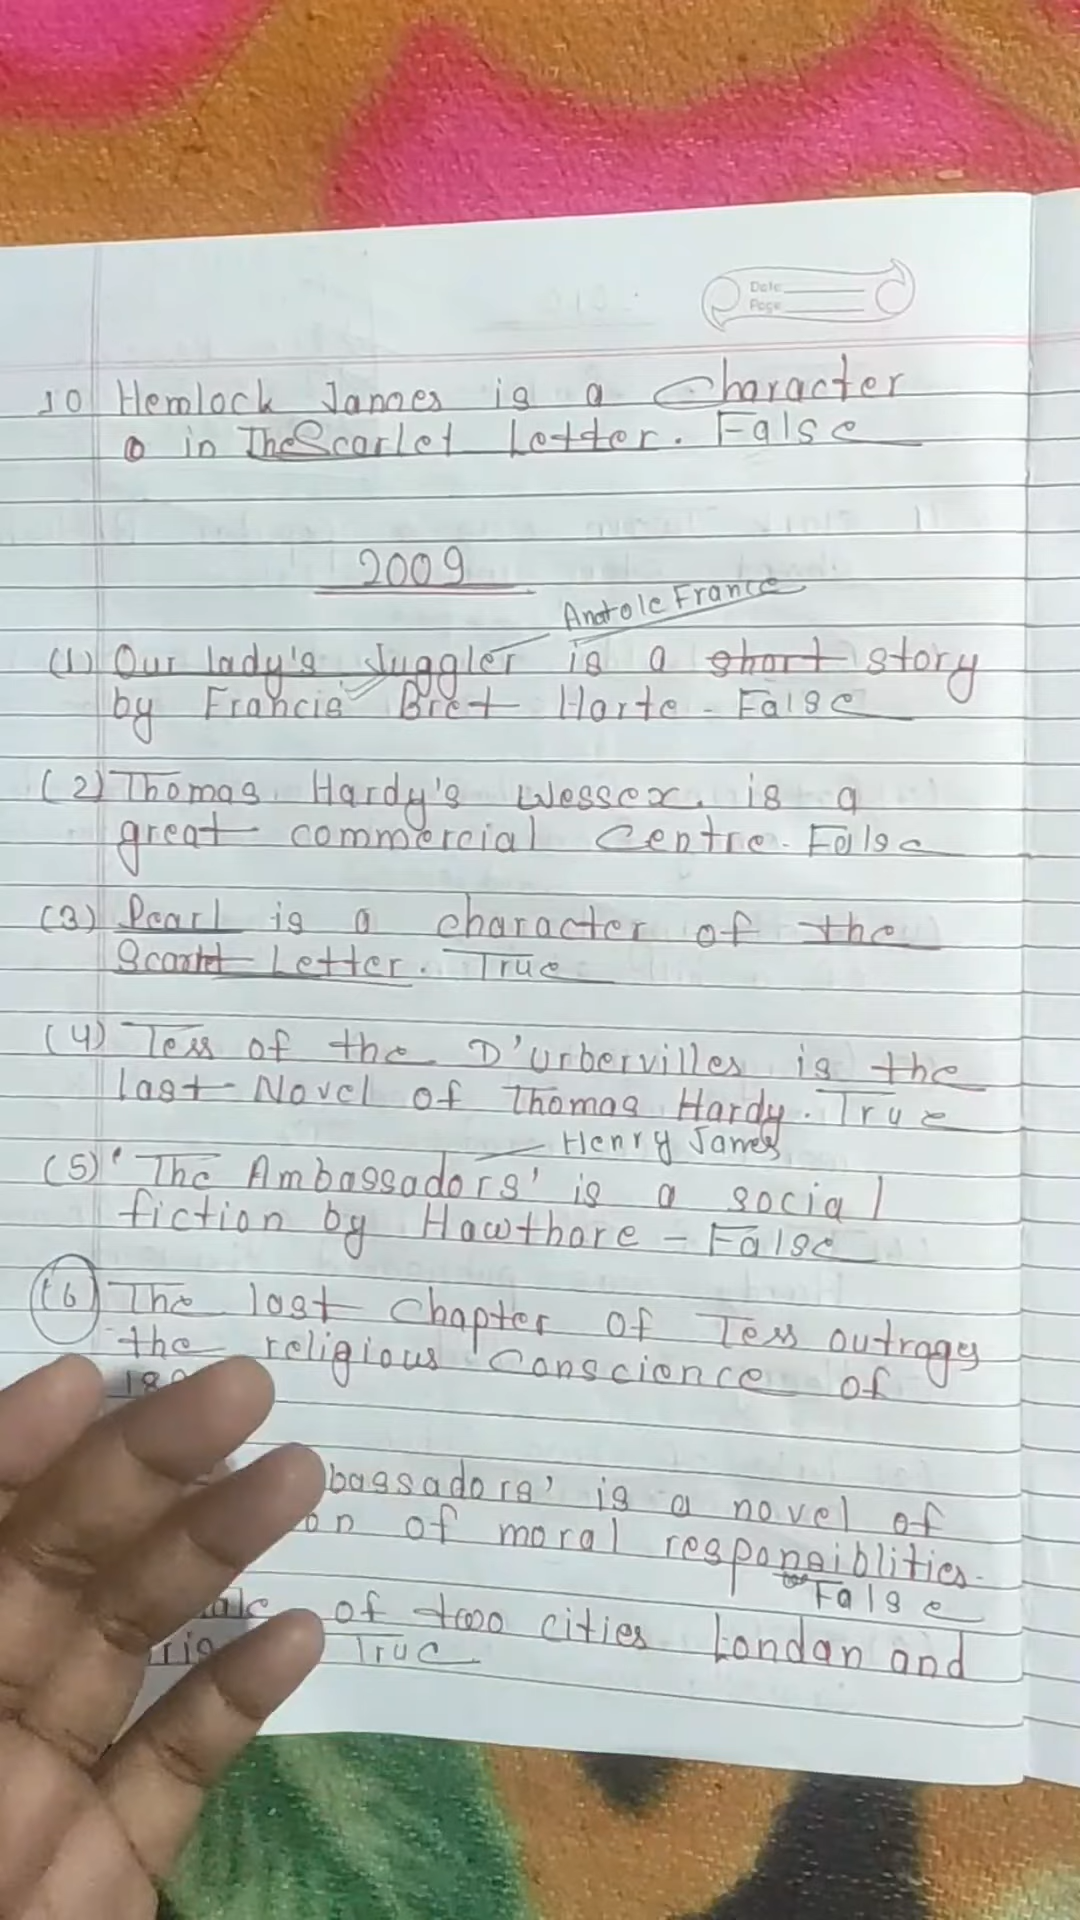 Date
Page
10 Hemlock James is a character
in The Scarlet Letter. False
2009
Anatole France
(1) Our lady's Juggler is a short story
by Francis Bret Harte - False
(2) Thomas Hardy's Wessex, is a
great commercial Centre. False
(3) Pearl is a character of the
Scarlet Letter. True
(4) Tess of the D'urbervilles is the
last Novel of Thomas Hardy. True
Henry James
(5) 'The Ambassadors' is a social
fiction by Hawthore - False
(6) The last chapter of Tess outrages
the religious conscience of
bassadors' is a novel of
on of moral responsiblities.
False
ale of two cities London and
ris True